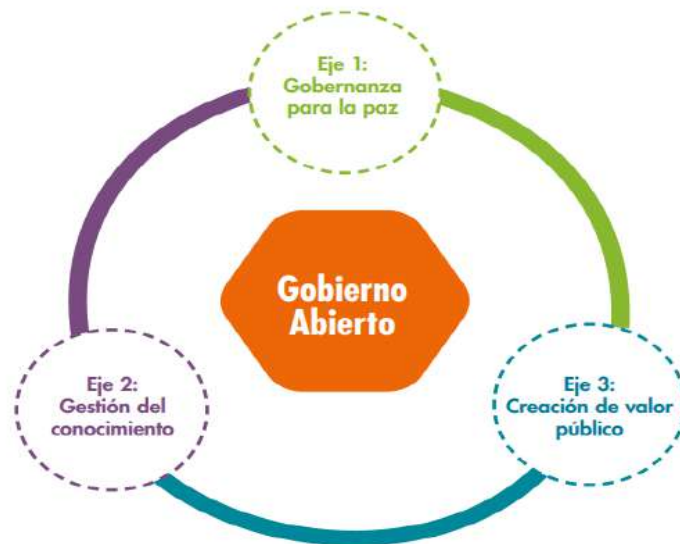 Eje 1:
Gobernanza
para la paz
Gobierno
Abierto
Eje 2:
Gestión del
conocimiento
Eje 3:
Creación de valor
público